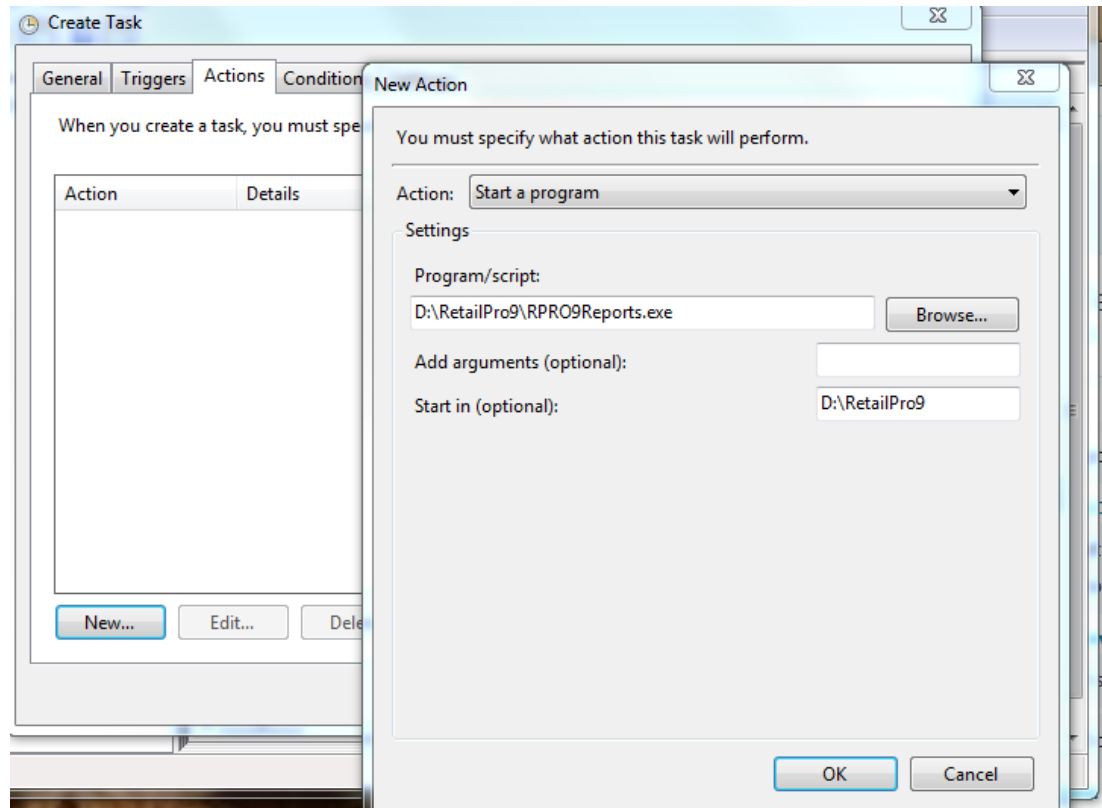 Create Task
General Triggers Actions Condition
When you create a task, you must spe
Action Details
New... Edit... Dele
New Action
You must specify what action this task will perform.
Action: Start a program
Settings
Program/script:
D:\RetailPro9\RPRO9Reports.exe Browse...
Add arguments (optional):
Start in (optional): D:\RetailPro9
OK Cancel